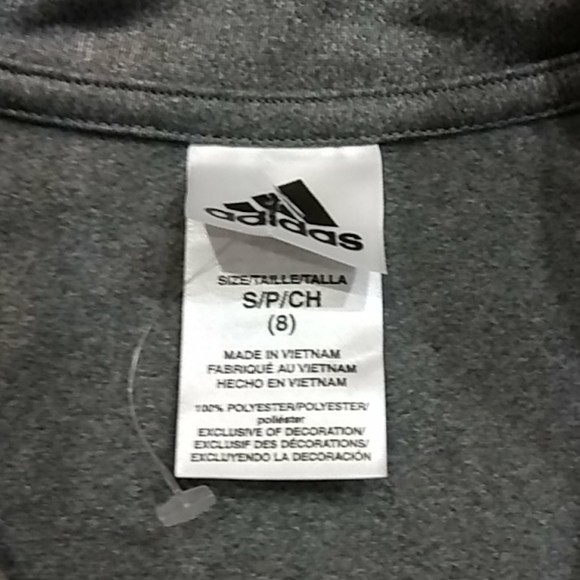 adidas
SIZE/TAILLE/TALLA
S/P/CH
(8)
MADE IN VIETNAM
FABRIQUÉ AU VIETNAM
HECHO EN VIETNAM
100% POLYESTER/POLYESTER/
poliéster
EXCLUSIVE OF DECORATION/
EXCLUSIF DES DÉCORATIONS/
EXCLUYENDO LA DECORACIÓN